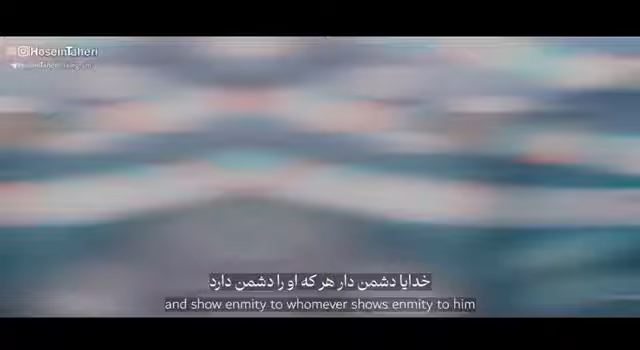 HoseinTaheri
خدایا دشمن دار هر که او را دشمن دارد
and show enmity to whomever shows enmity to him